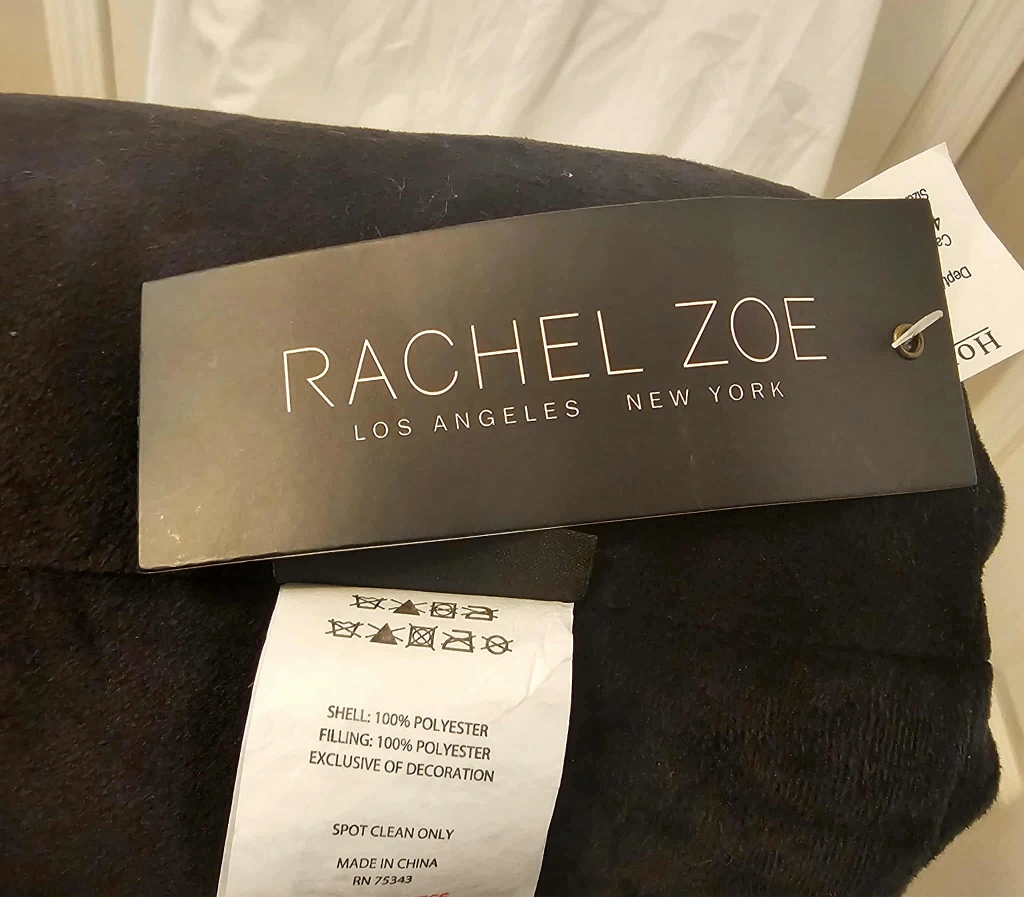 RACHEL ZOE
LOS ANGELES NEW YORK
SHELL: 100% POLYESTER
FILLING: 100% POLYESTER
EXCLUSIVE OF DECORATION
SPOT CLEAN ONLY
MADE IN CHINA
RN 75343